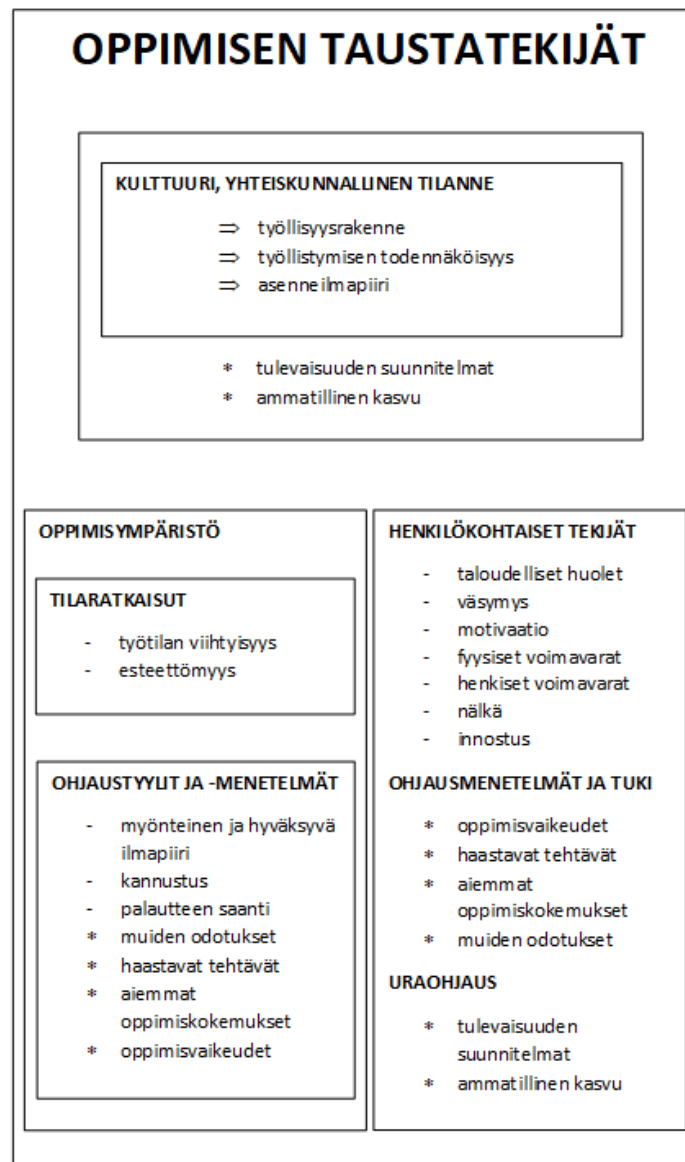 OPPIMISEN TAUSTATEKIJÄT
KULTTUURI, YHTEISKUNNALLINEN TILANNE
⇒ työllisyysrakenne
⇒ työllistymisen todennäköisyys
⇒ asenneilmapiiri
* tulevaisuuden suunnitelmat
* ammatillinen kasvu
OPPIMISYMPÄRISTÖ
TILARATKAISUT
- työtilan viihtyisyys
- esteettömyys
OHJAUSTYYLIT JA -MENETELMÄT
- myönteinen ja hyväksyvä
ilmapiiri
- kannustus
- palautteen saanti
* muiden odotukset
* haastavat tehtävät
* aiemmat
oppimiskokemukset
* oppimisvaikeudet
HENKILÖKOHTAISET TEKIJÄT
- taloudelliset huolet
- väsymys
- motivaatio
- fyysiset voimavarat
- henkiset voimavarat
- nälkä
- innostus
OHJAUSMENETELMÄT JA TUKI
* oppimisvaikeudet
* haastavat tehtävät
* aiemmat
oppimiskokemukset
* muiden odotukset
URAOHJAUS
* tulevaisuuden
suunnitelmat
* ammatillinen kasvu